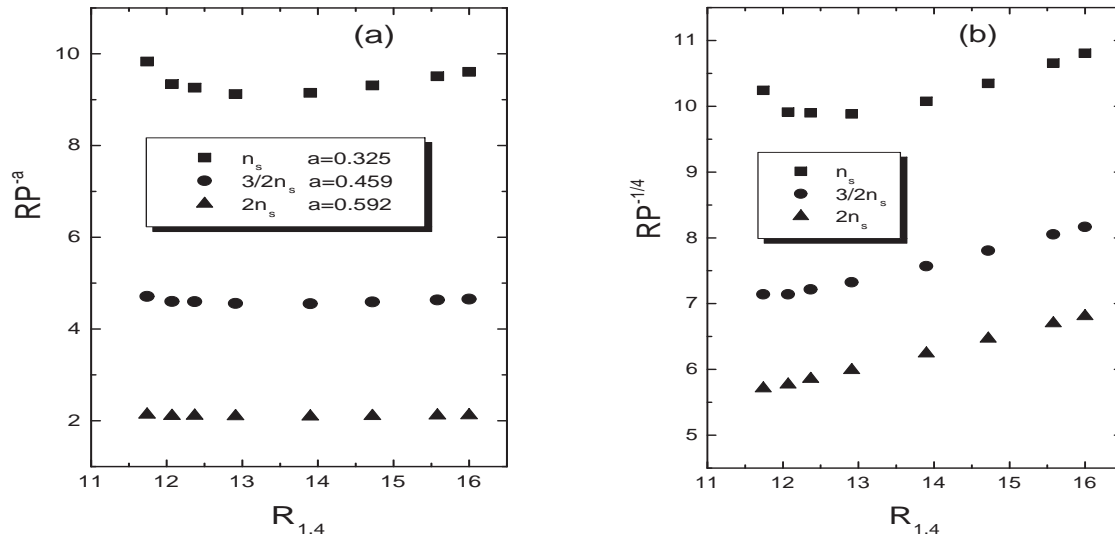 (a)
10
8
6
4
2
RP^-a
n_s a=0.325
3/2n_s a=0.459
2n_s a=0.592
11 12 13 14 15 16
R_1.4
(b)
11
10
9
8
7
6
5
RP^-1/4
n_s
3/2n_s
2n_s
11 12 13 14 15 16
R_1.4